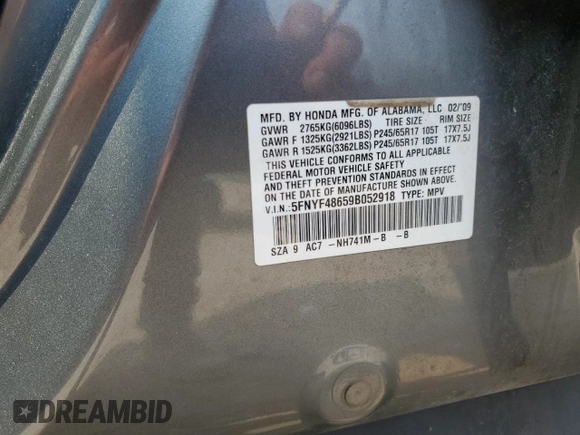 MFD. BY HONDA MFG. OF ALABAMA, LLC 02/'09
GVWR 2765KG(6096LBS) TIRE SIZE RIM SIZE
GAWR F 1325KG(2921LBS) P245/65R17 105T 17X7.5J
GAWR R 1525KG(3362LBS) P245/65R17 105T 17X7.5J
THIS VEHICLE CONFORMS TO ALL APPLICABLE
FEDERAL MOTOR VEHICLE SAFETY
AND THEFT PREVENTION STANDARDS IN EFFECT
ON THE DATE OF MANUFACTURE SHOWN ABOVE.
V.I.N.:5FNYF48659B052918 TYPE: MPV
SZA 9 AC7 -NH741M-B -B
DREAMBID